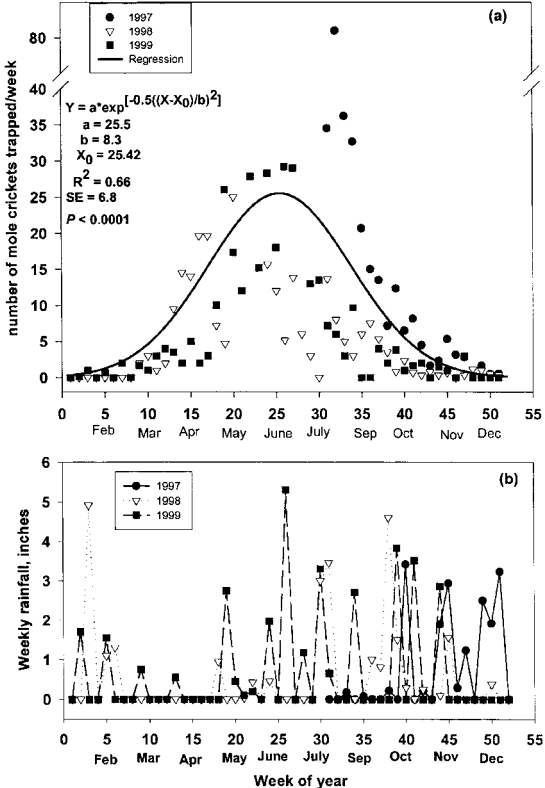 (a)
1997
1998
1999
Regression
80
40
35
30
25
20
15
10
5
0
number of mole crickets trapped/week
Y = a*exp[-0.5((X-X0)/b)2]
a = 25.5
b = 8.3
X0 = 25.42
R2 = 0.66
SE = 6.8
P < 0.0001
0 5 10 15 20 25 30 35 40 45 50 55
Feb Mar Apr May June July Sep Oct Nov Dec
(b)
1997
1998
1999
6
5
4
3
2
1
0
Weekly rainfall, inches
0 5 10 15 20 25 30 35 40 45 50 55
Feb Mar Apr May June July Sep Oct Nov Dec
Week of year